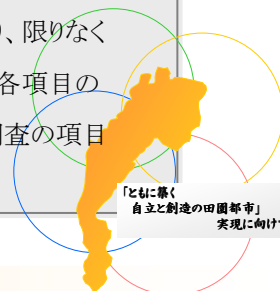 、限りなく
各項目の
査の項目
「ともに築く
自立と創造の田園都市」
実現に向けて